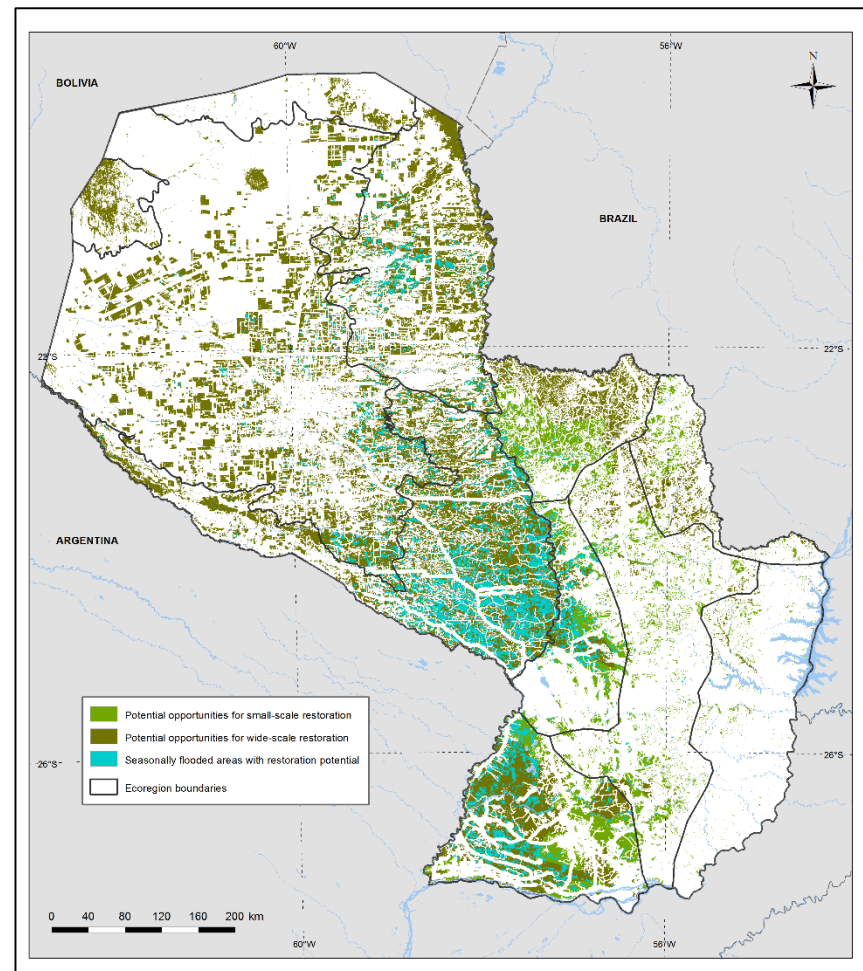 60°W
56°W
N
BOLIVIA
BRAZIL
22°S
22°S
ARGENTINA
Potential opportunities for small-scale restoration
Potential opportunities for wide-scale restoration
Seasonally flooded areas with restoration potential
Ecoregion boundaries
26°S
26°S
0 40 80 120 160 200 km
60°W
56°W